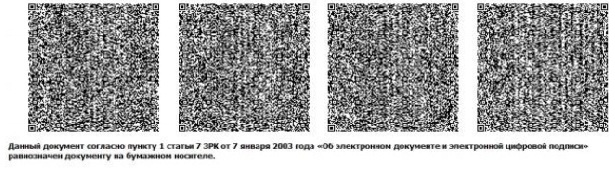 Данный документ согласно пункту 1 статьи 7 ЗРК от 7 января 2003 года «Об электронном документе и электронной цифровой подписи»
равнозначен документу на бумажном носителе.